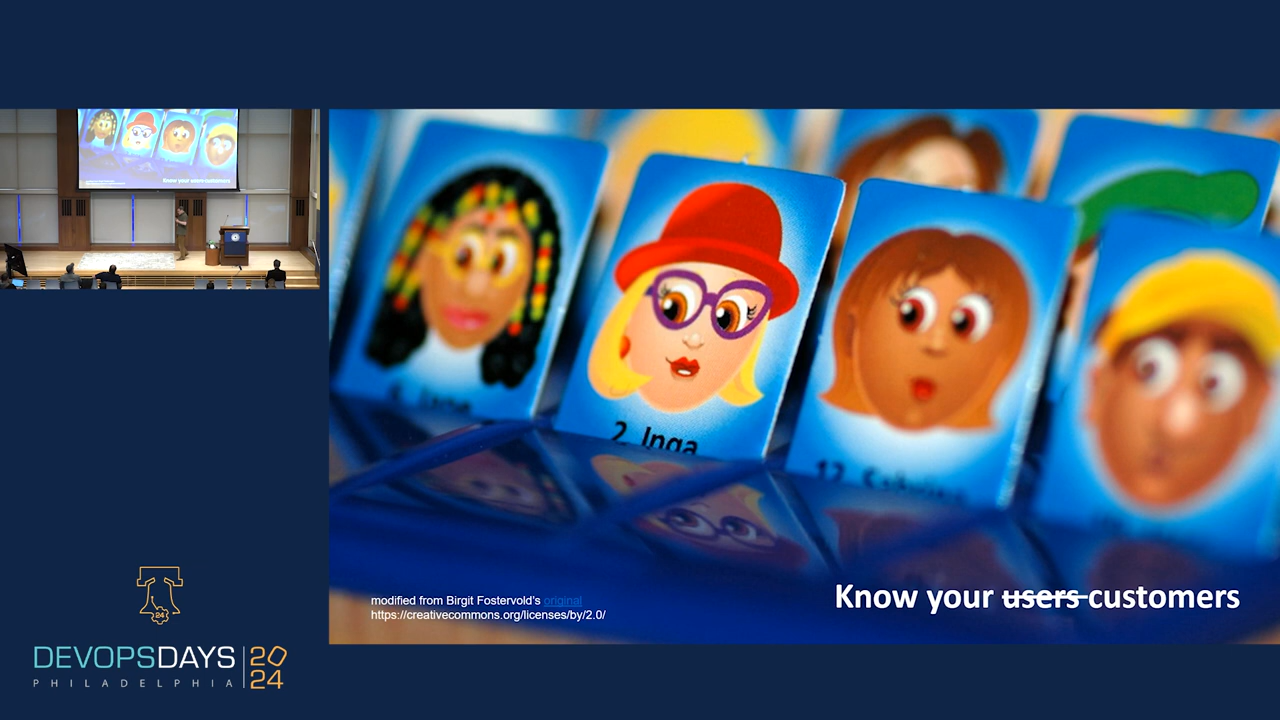 2 Inga
Know your users customers
modified from Birgit Fostervold's original
https://creativecommons.org/licenses/by/2.0/
24
DEVOPSDAYS 2024
PHILADELPHIA